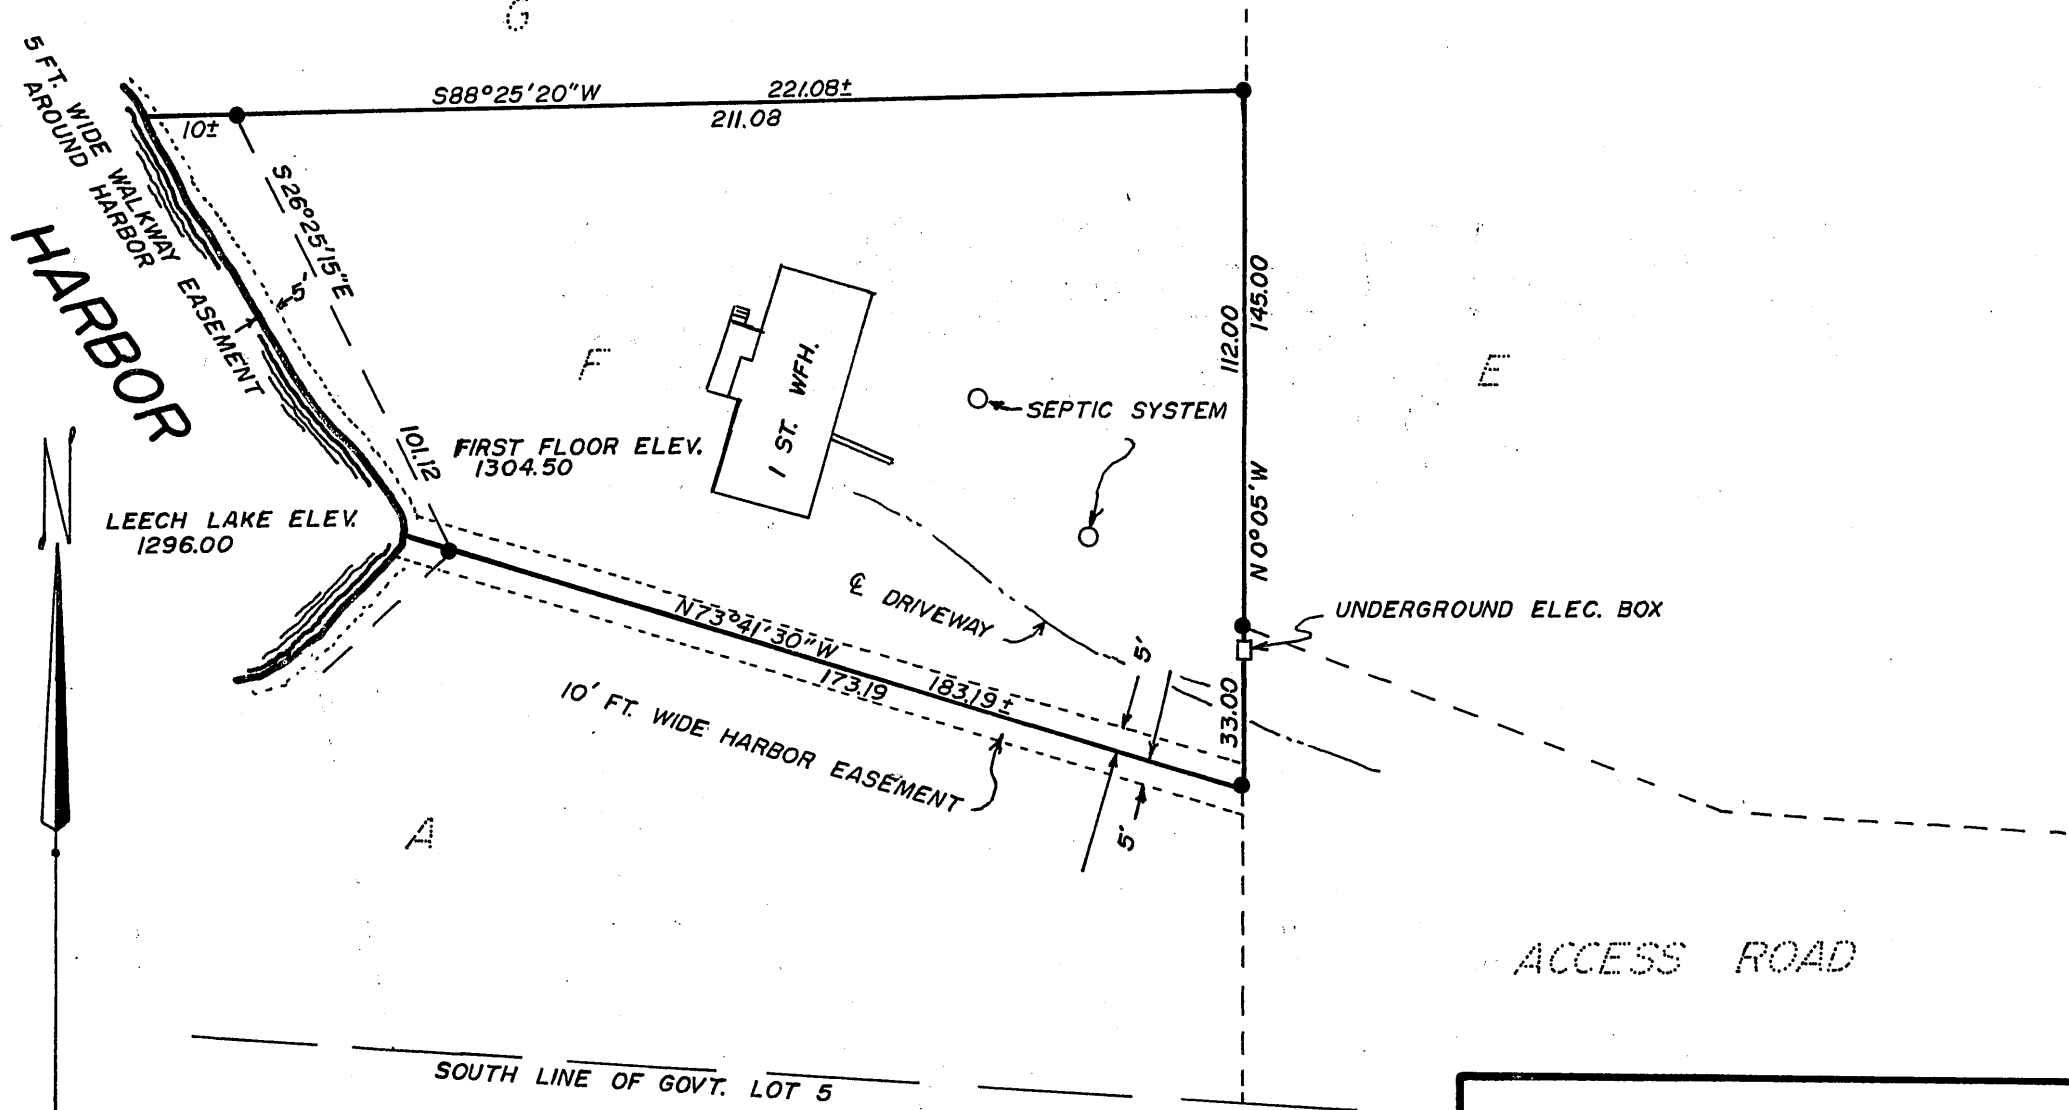 G
5 FT. WIDE WALKWAY EASEMENT
AROUND HARBOR
HARBOR
S88°25'20"W
221.08±
10±
211.08
S26°25'15"E
5'
101.12
F
1 ST. WFH.
112.00
145.00
E
SEPTIC SYSTEM
FIRST FLOOR ELEV.
1304.50
N
LEECH LAKE ELEV.
1296.00
N0°05'W
℄ DRIVEWAY
UNDERGROUND ELEC. BOX
N73°41'30"W
173.19
183.19±
5'
33.00
10' FT. WIDE HARBOR EASEMENT
5'
A
ACCESS ROAD
SOUTH LINE OF GOVT. LOT 5